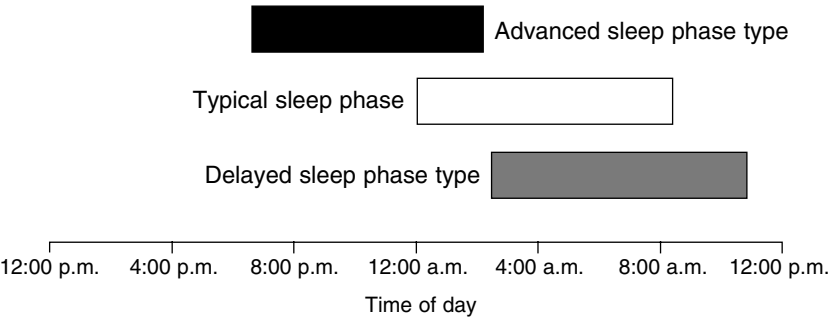 Advanced sleep phase type
Typical sleep phase
Delayed sleep phase type
12:00 p.m. 4:00 p.m. 8:00 p.m. 12:00 a.m. 4:00 a.m. 8:00 a.m. 12:00 p.m.
Time of day